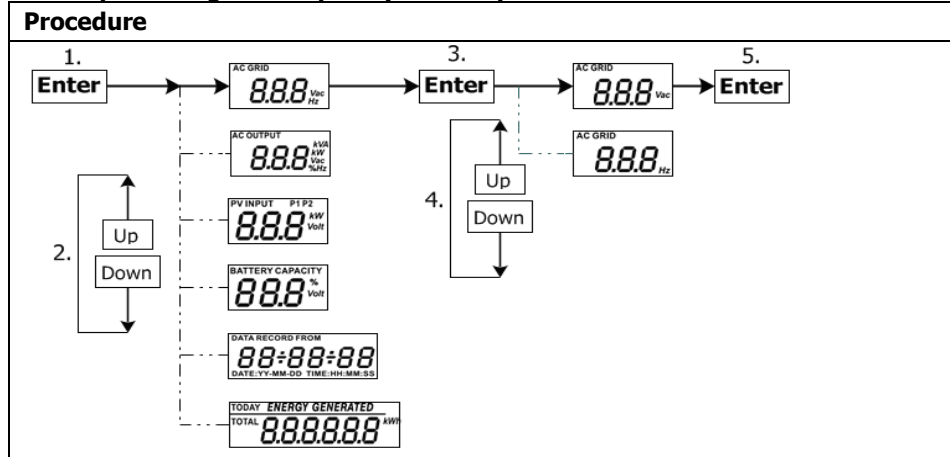 Procedure
1.
Enter
AC GRID
8.8.8 Vac
Hz
3.
Enter
AC GRID
8.8.8 Vac
5.
Enter
AC OUTPUT
8.8.8 kVA
kW
Vac
%Hz
AC GRID
8.8.8 Hz
2.
Up
Down
PV INPUT P1 P2
8.8.8 kW
Volt
4.
Up
Down
BATTERY CAPACITY
88.8 %
Volt
DATA RECORD FROM
88:88:88
DATE:YY-MM-DD TIME:HH:MM:SS
TODAY ENERGY GENERATED
TOTAL 8.8.8.8.8.8 kWh